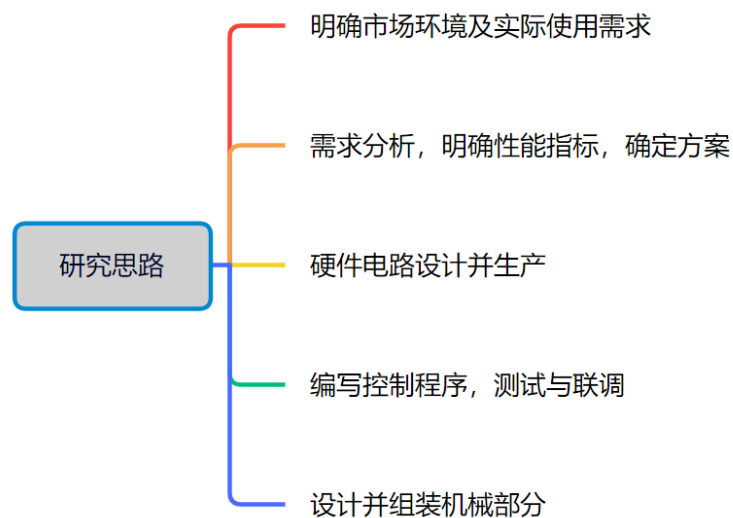 研究思路
明确市场环境及实际使用需求
需求分析，明确性能指标，确定方案
硬件电路设计并生产
编写控制程序，测试与联调
设计并组装机械部分